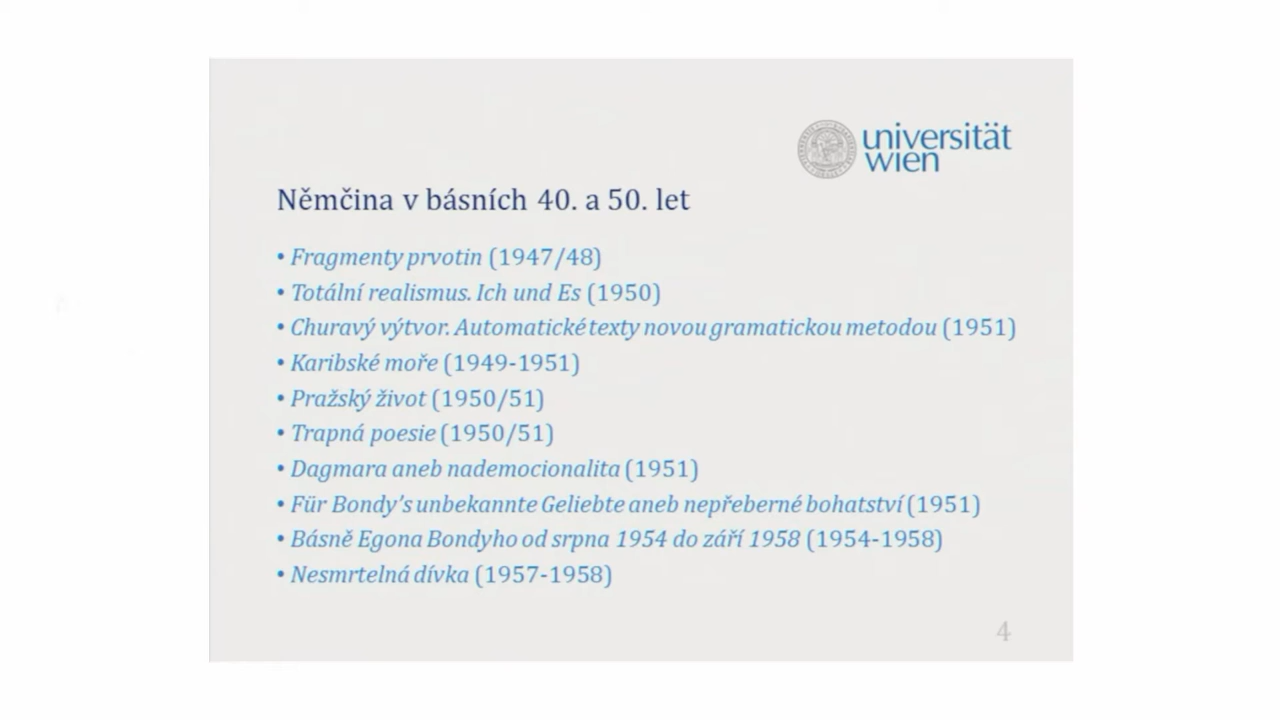 universität
wien
Němčina v básních 40. a 50. let
• Fragmenty prvotin (1947/48)
• Totální realismus. Ich und Es (1950)
• Churavý výtvor. Automatické texty novou gramatickou metodou (1951)
• Karibské moře (1949-1951)
• Pražský život (1950/51)
• Trapná poesie (1950/51)
• Dagmara aneb nademocionalita (1951)
• Für Bondy's unbekannte Geliebte aneb nepřeberné bohatství (1951)
• Básně Egona Bondyho od srpna 1954 do září 1958 (1954-1958)
• Nesmrtelná dívka (1957-1958)
4